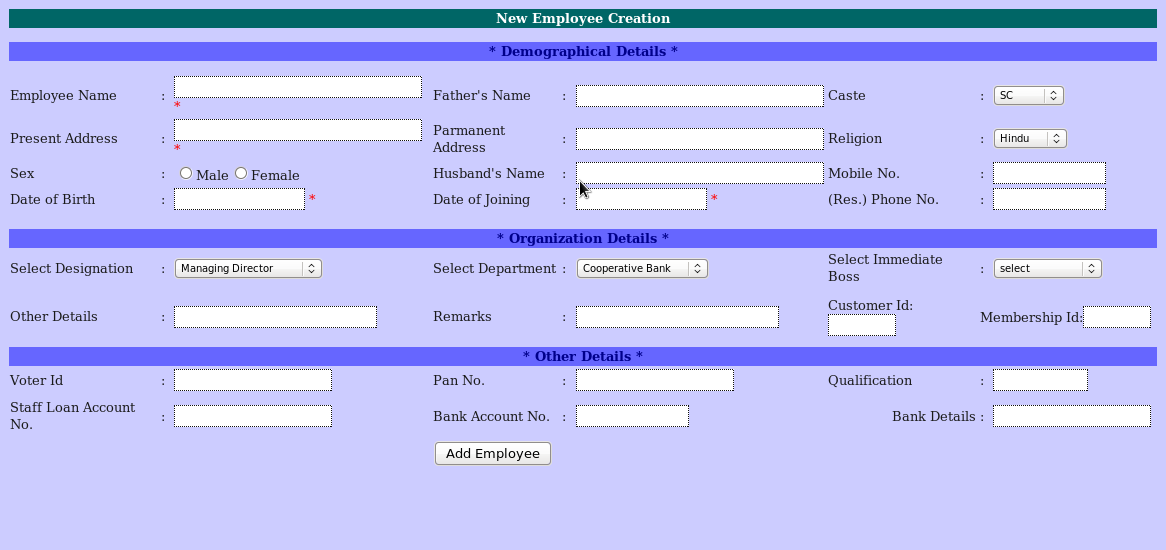 New Employee Creation
* Demographical Details *
Employee Name : * Father's Name : Caste : SC
Present Address : * Parmanent Address : Religion : Hindu
Sex : Male Female Husband's Name : Mobile No. :
Date of Birth : * Date of Joining : * (Res.) Phone No. :
* Organization Details *
Select Designation : Managing Director Select Department : Cooperative Bank Select Immediate Boss : select
Other Details : Remarks : Customer Id: Membership Id:
* Other Details *
Voter Id : Pan No. : Qualification :
Staff Loan Account No. : Bank Account No. : Bank Details :
Add Employee